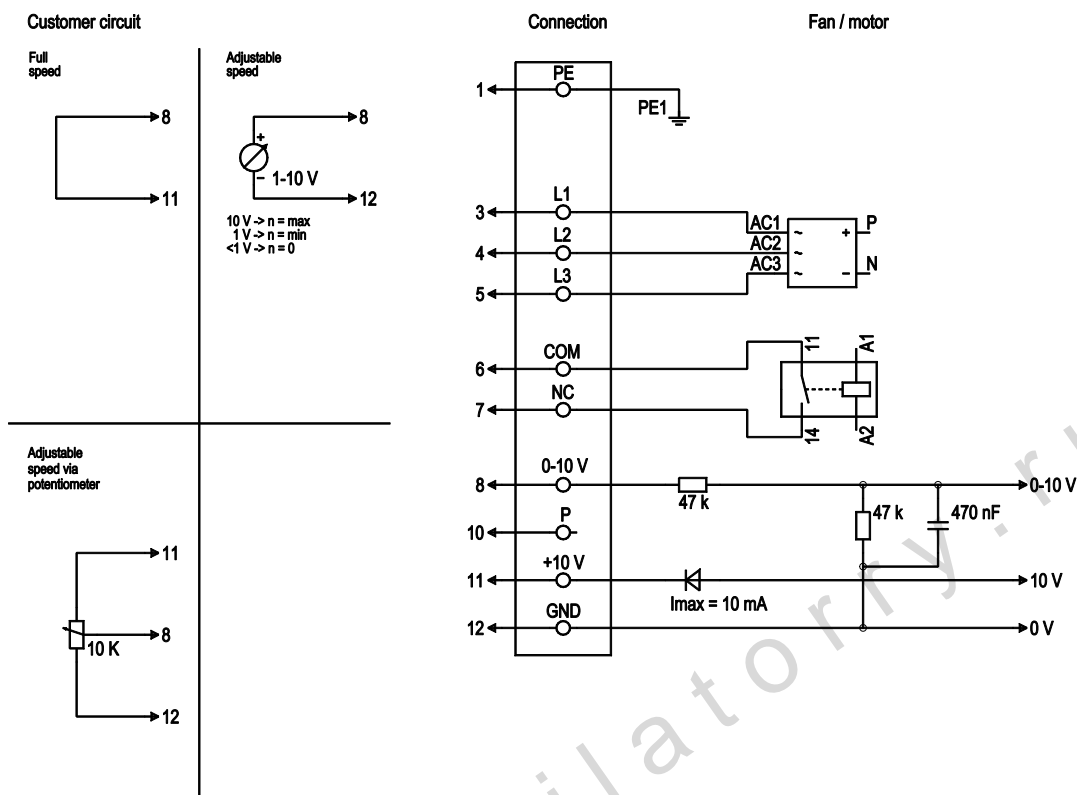 Customer circuit
Connection
Fan / motor
Full
speed
8
11
Adjustable
speed
8
+
1-10 V
–
12
10 V -> n = max
1 V -> n = min
<1 V -> n = 0
Adjustable
speed via
potentiometer
11
8
10 K
12
1
PE
PE1
3
L1
4
L2
5
L3
AC1
AC2
AC3
~
~
~
+
–
P
N
6
COM
7
NC
11
14
A1
A2
8
0-10 V
47 k
0-10 V
47 k
470 nF
10
P
11
+10 V
Imax = 10 mA
10 V
12
GND
0 V
ilatorry.ru